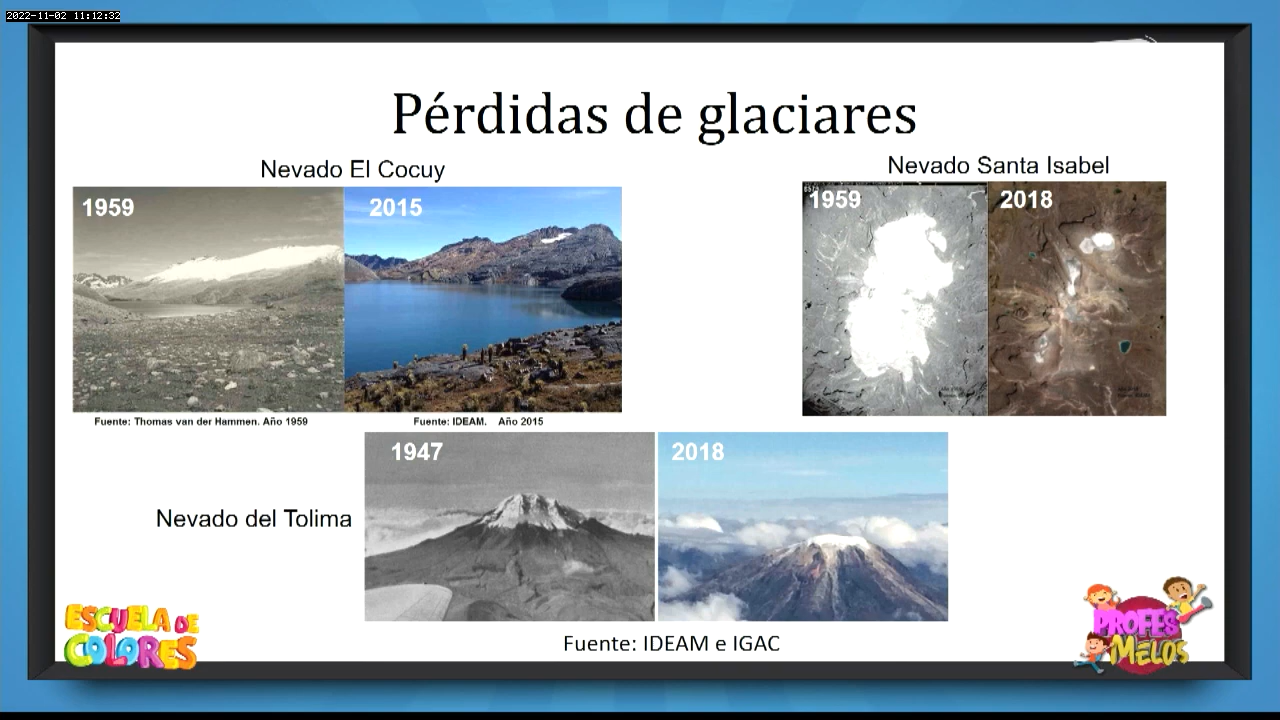 2022-11-02 11:12:32
Pérdidas de glaciares
Nevado El Cocuy
Nevado Santa Isabel
1959
2015
1959
2018
Fuente: Thomas van der Hammen. Año 1959
Fuente: IDEAM. Año 2015
1947
2018
Nevado del Tolima
ESCUELA DE
COLORES
PROFES
MELOS
Fuente: IDEAM e IGAC